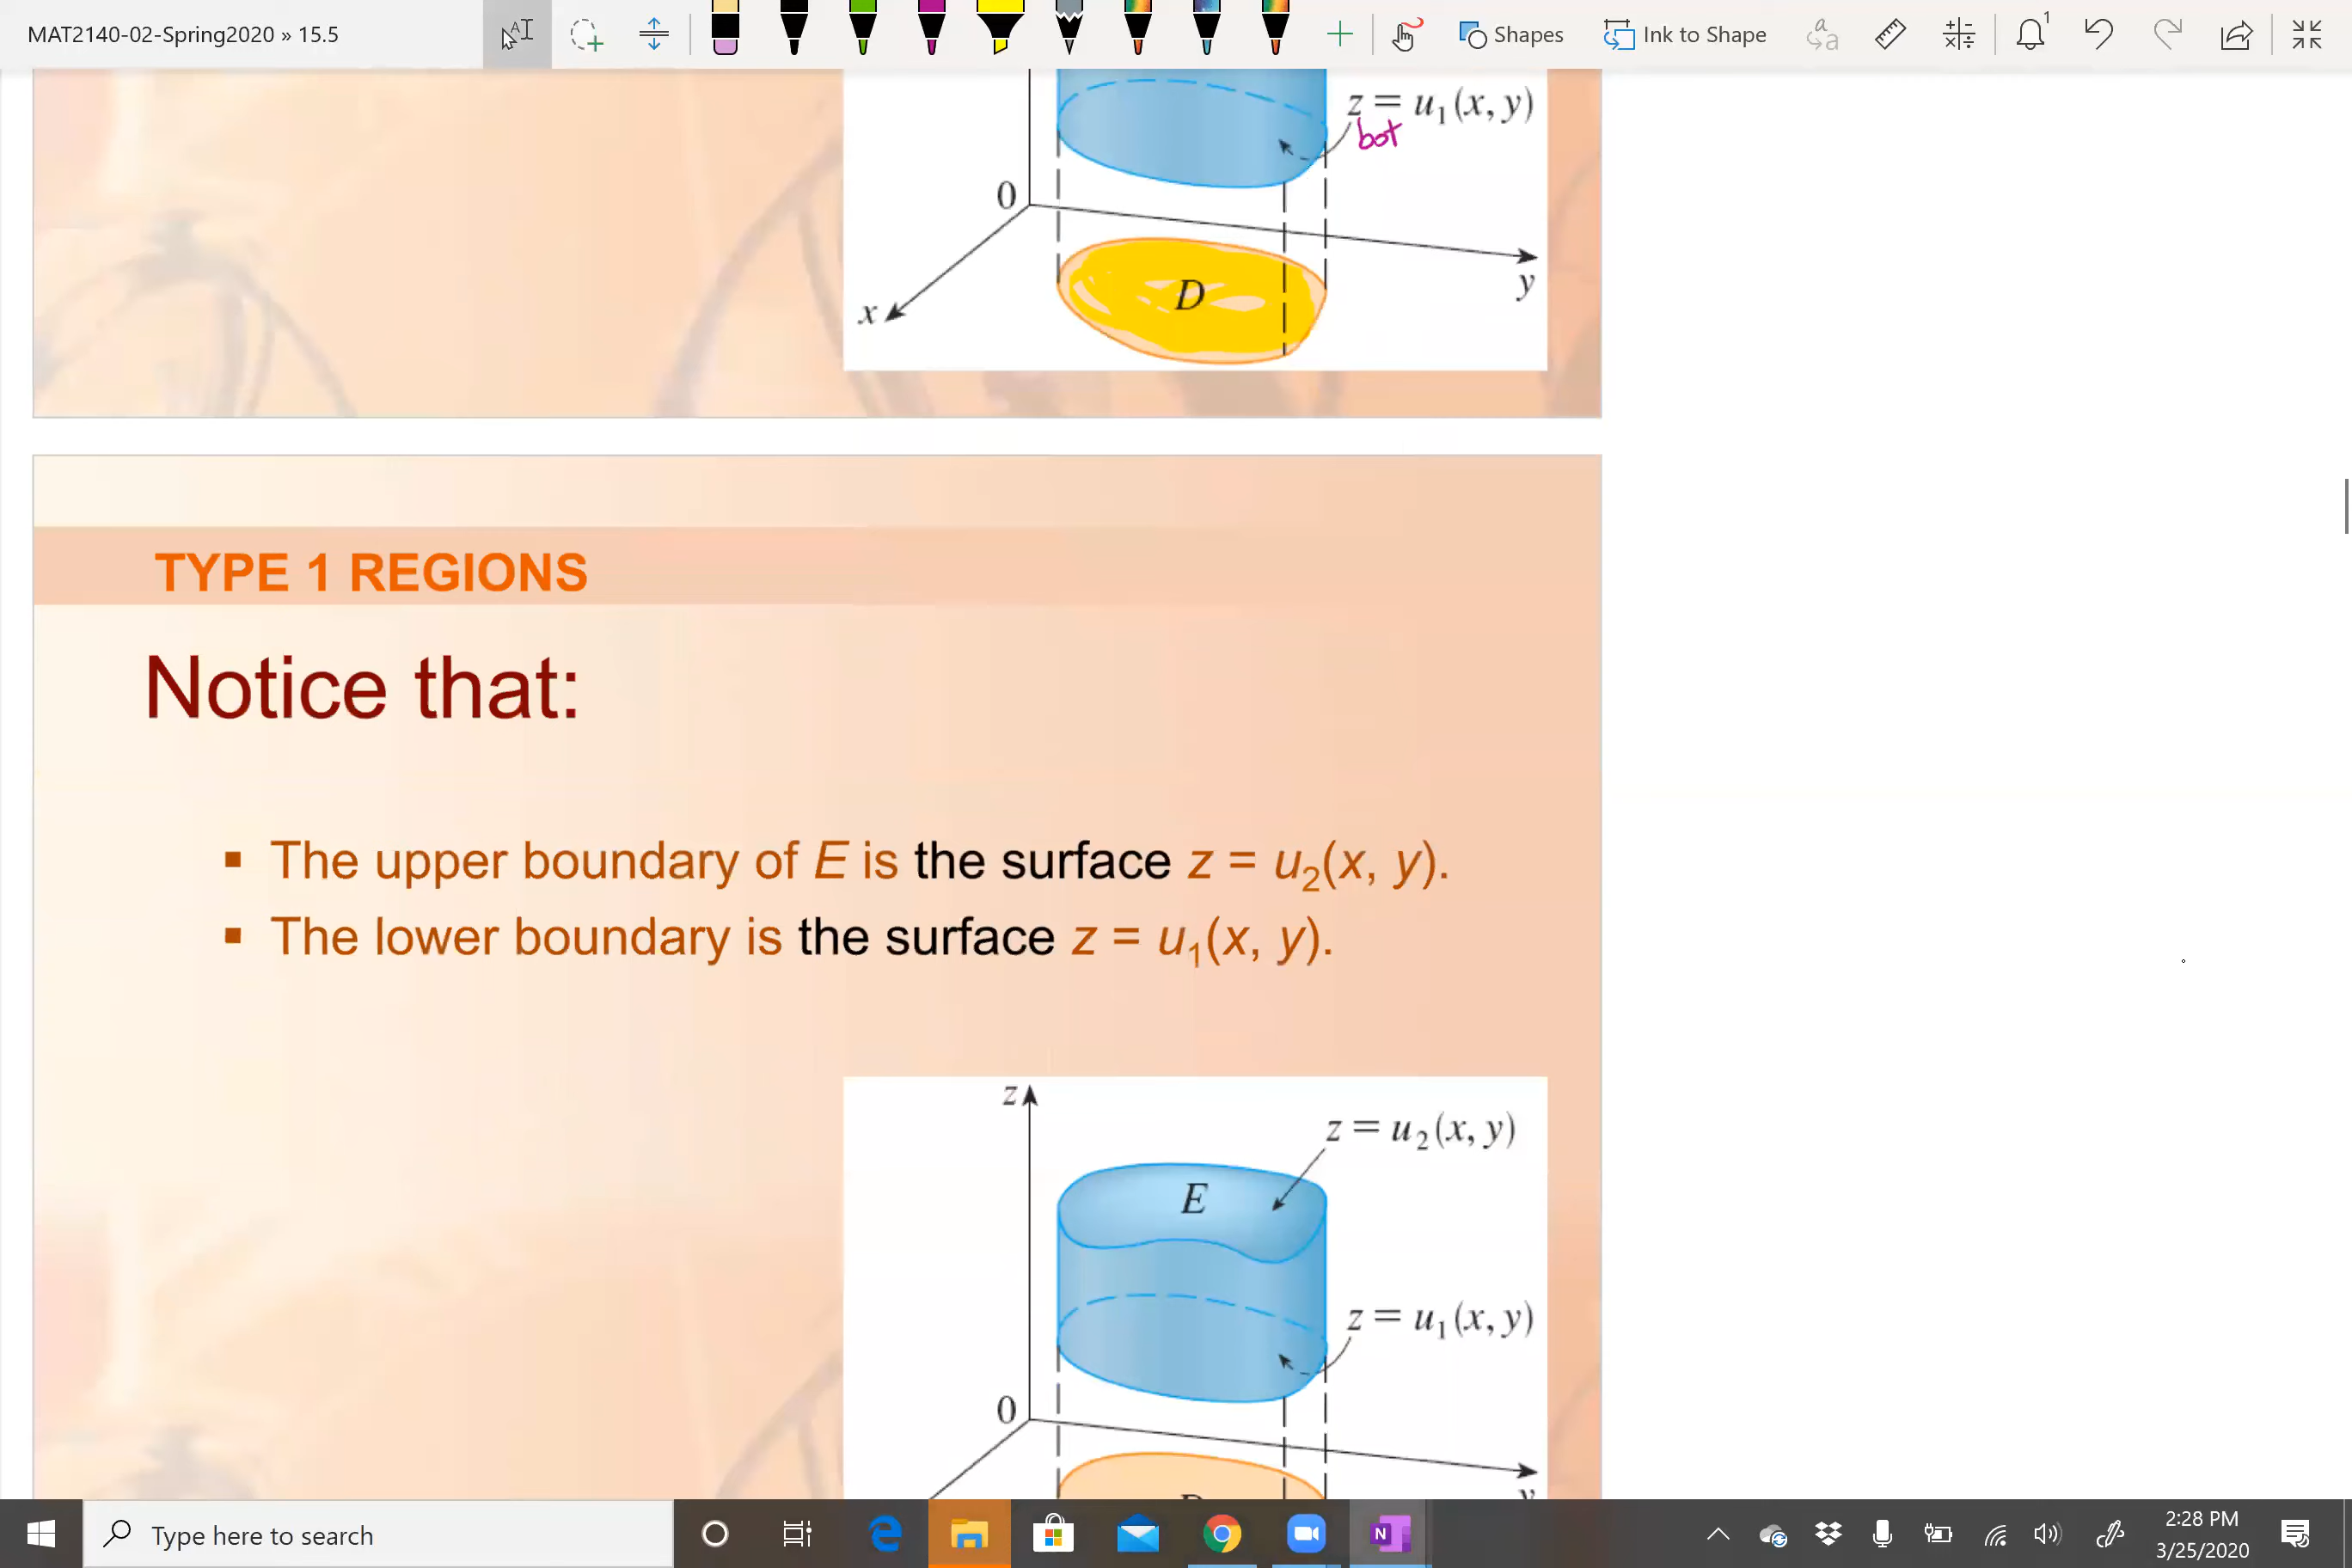 MAT2140-02-Spring2020 » 15.5
Shapes
Ink to Shape
z = u₁(x, y)
bot
0
D
y
x
TYPE 1 REGIONS
Notice that:
▪ The upper boundary of E is the surface z = u₂(x, y).
▪ The lower boundary is the surface z = u₁(x, y).
z
z = u₂(x, y)
E
z = u₁(x, y)
0
Type here to search
2:28 PM
3/25/2020